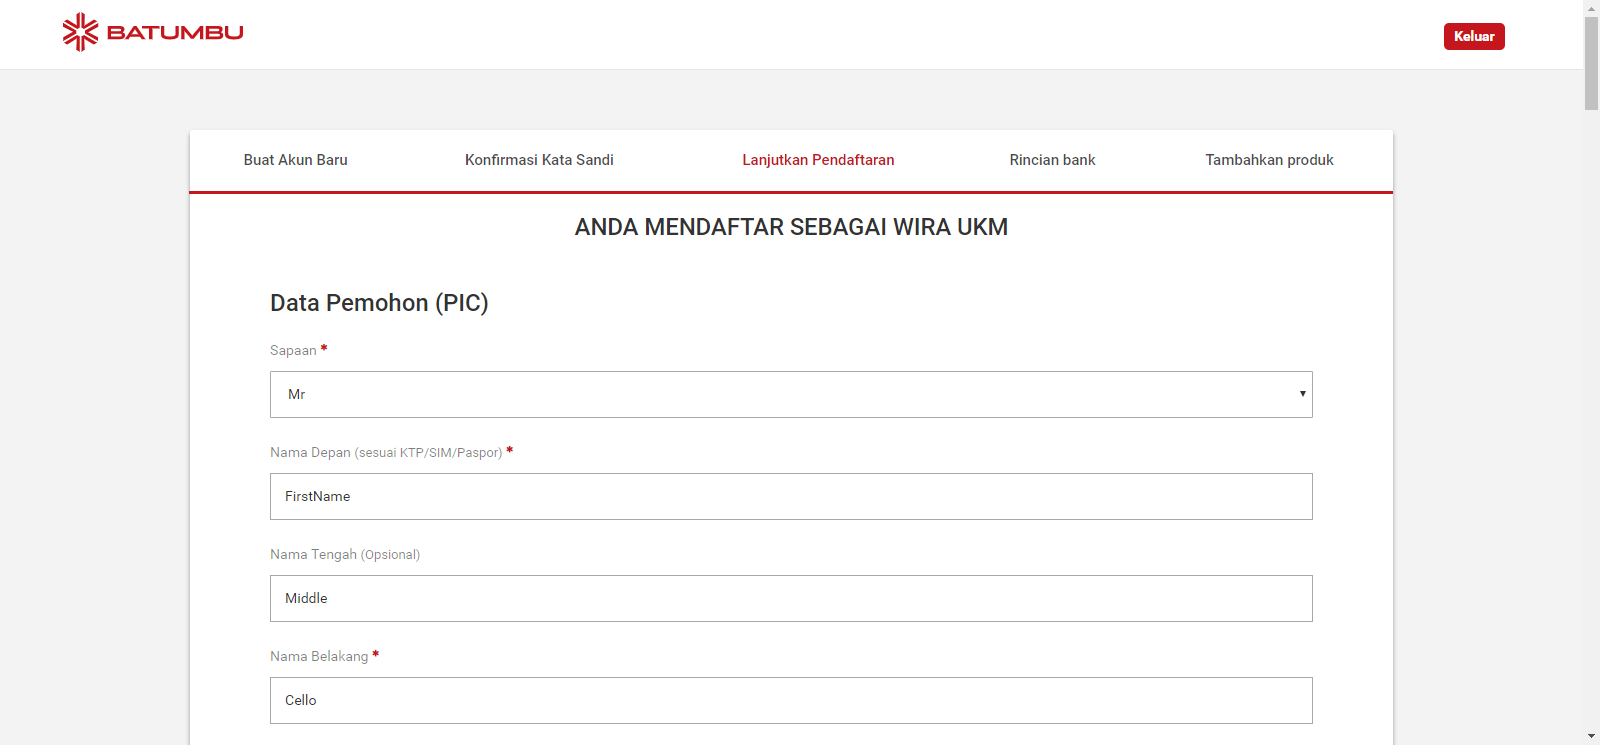 BATUMBU
Keluar
Buat Akun Baru
Konfirmasi Kata Sandi
Lanjutkan Pendaftaran
Rincian bank
Tambahkan produk
ANDA MENDAFTAR SEBAGAI WIRA UKM
Data Pemohon (PIC)
Sapaan *
Mr
Nama Depan (sesuai KTP/SIM/Paspor) *
FirstName
Nama Tengah (Opsional)
Middle
Nama Belakang *
Cello